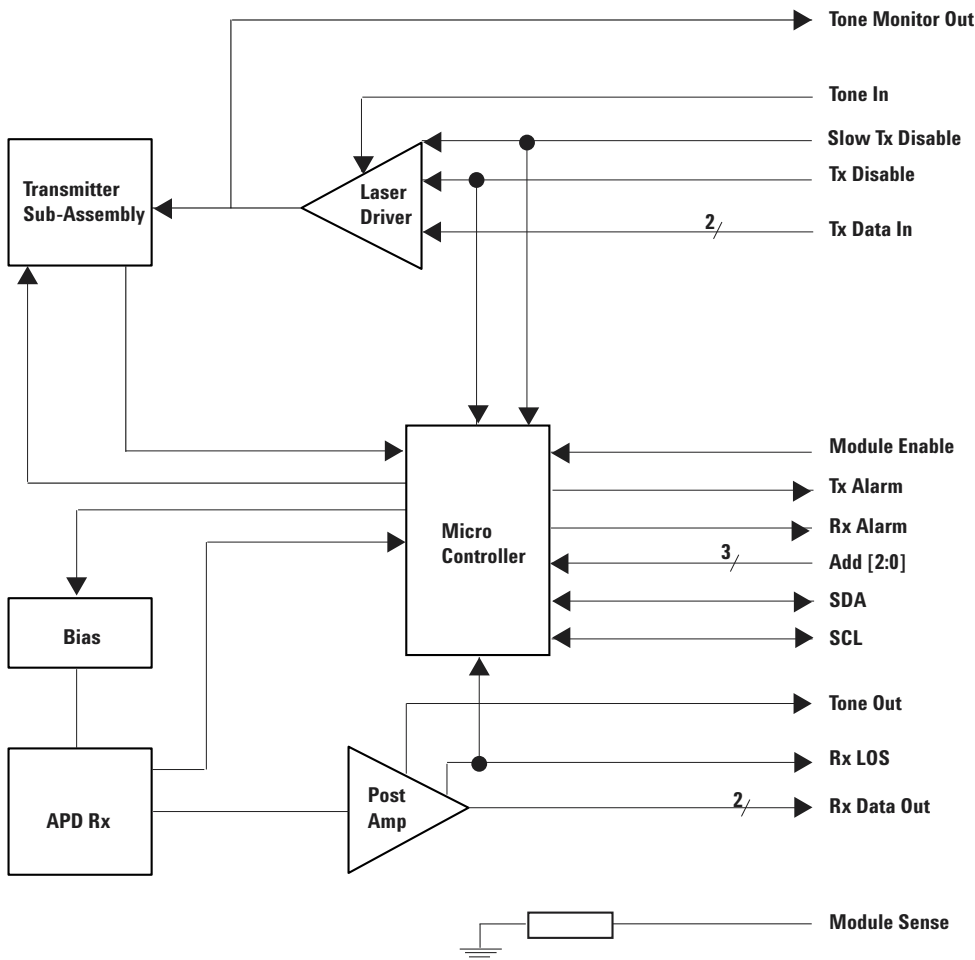 Tone Monitor Out
Tone In
Slow Tx Disable
Tx Disable
Transmitter
Sub-Assembly
Laser
Driver
2/
Tx Data In
Module Enable
Tx Alarm
Rx Alarm
Micro
Controller
3/
Add [2:0]
SDA
SCL
Bias
Tone Out
Rx LOS
Post
Amp
2/
Rx Data Out
APD Rx
Module Sense